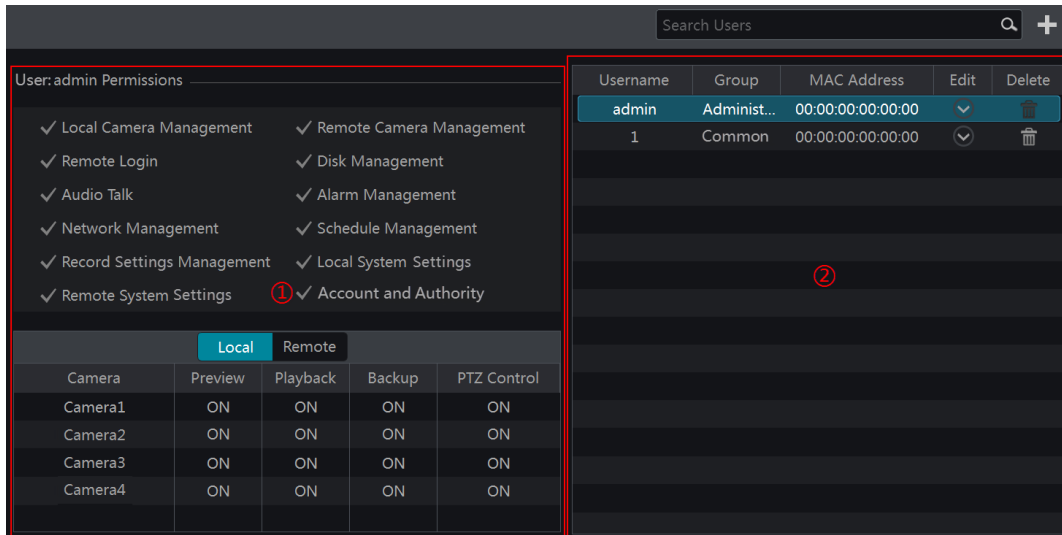 Search Users
User: admin Permissions
Local Camera Management Remote Camera Management
Remote Login Disk Management
Audio Talk Alarm Management
Network Management Schedule Management
Record Settings Management Local System Settings
Remote System Settings ① Account and Authority
Local Remote
Camera Preview Playback Backup PTZ Control
Camera1 ON ON ON ON
Camera2 ON ON ON ON
Camera3 ON ON ON ON
Camera4 ON ON ON ON
Username Group MAC Address Edit Delete
admin Administ... 00:00:00:00:00:00
1 Common 00:00:00:00:00:00
②